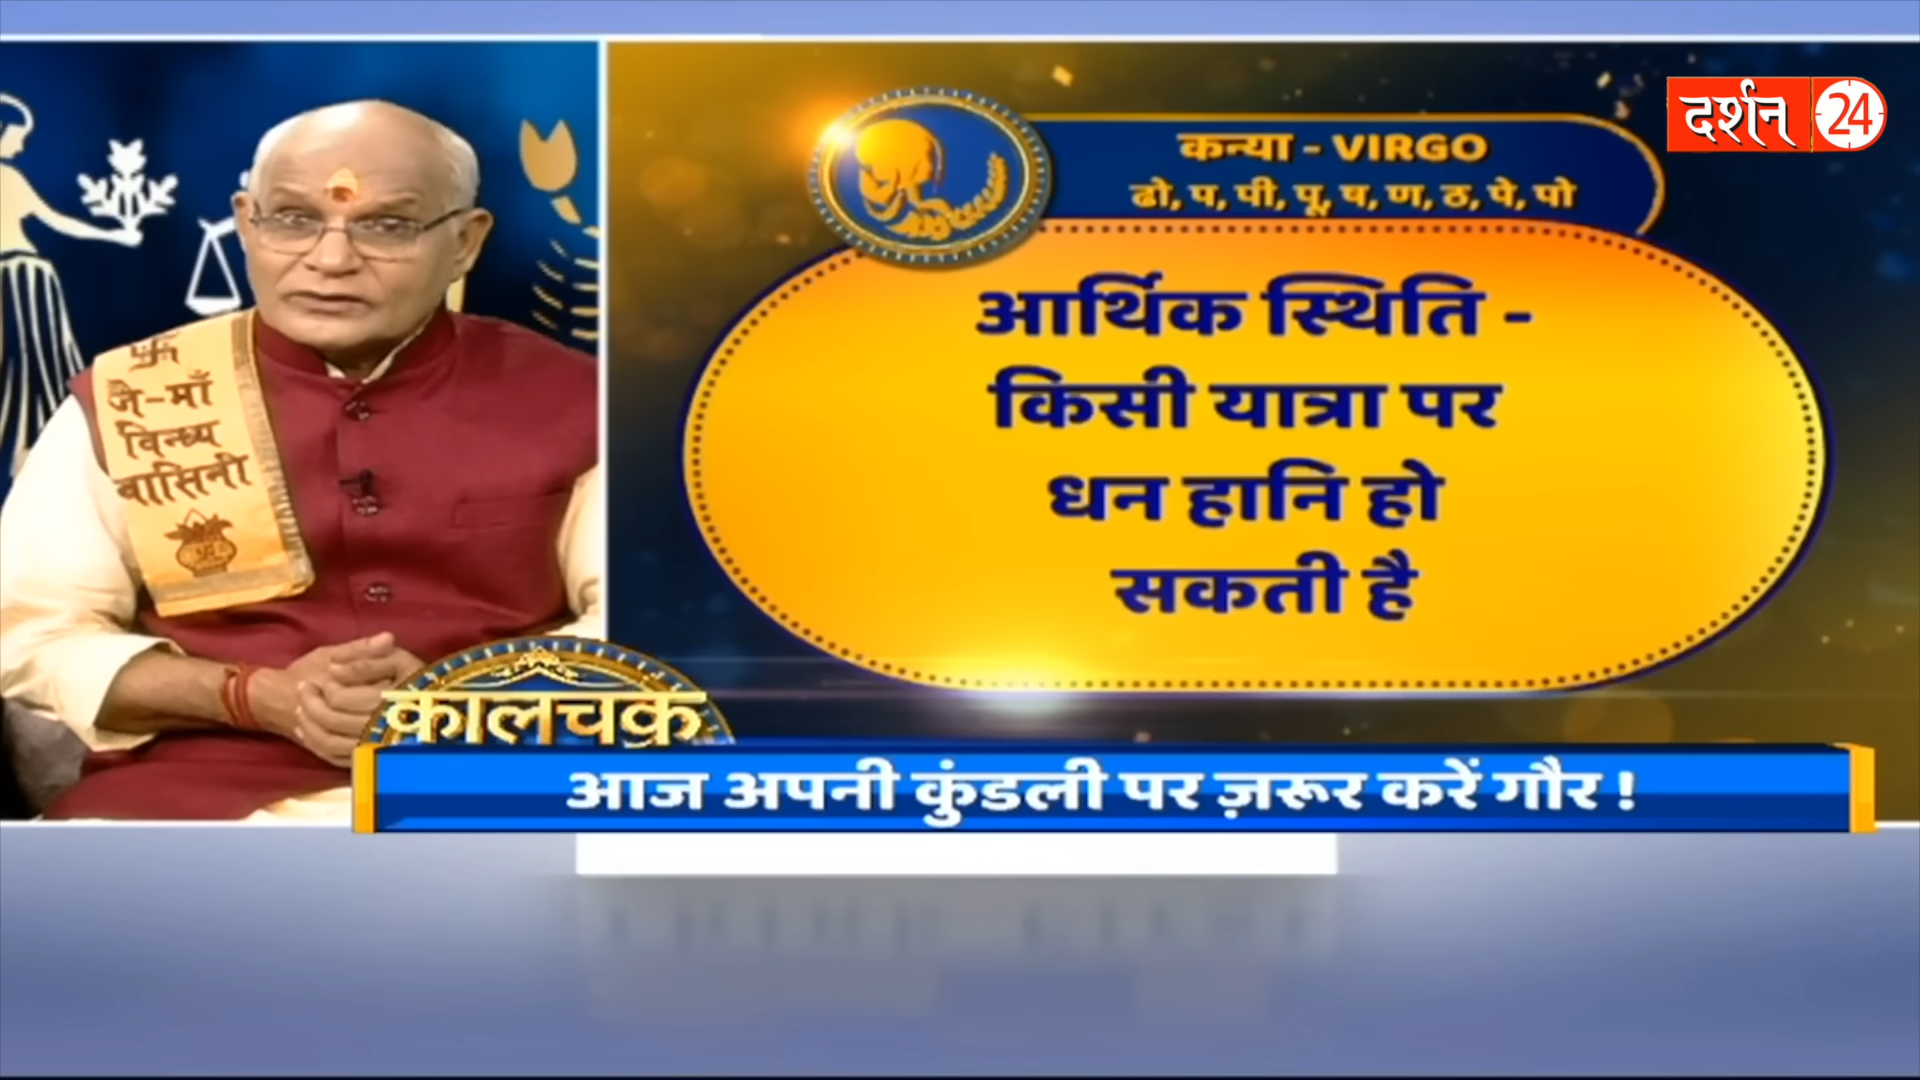 दर्शन 24
कन्या - VIRGO
ढो, प, पी, पू, ष, ण, ठ, पे, पो
आर्थिक स्थिति -
किसी यात्रा पर
धन हानि हो
सकती है
जै-माँ
विन्ध्य
वासिनी
कालचक्र
आज अपनी कुंडली पर ज़रूर करें गौर !